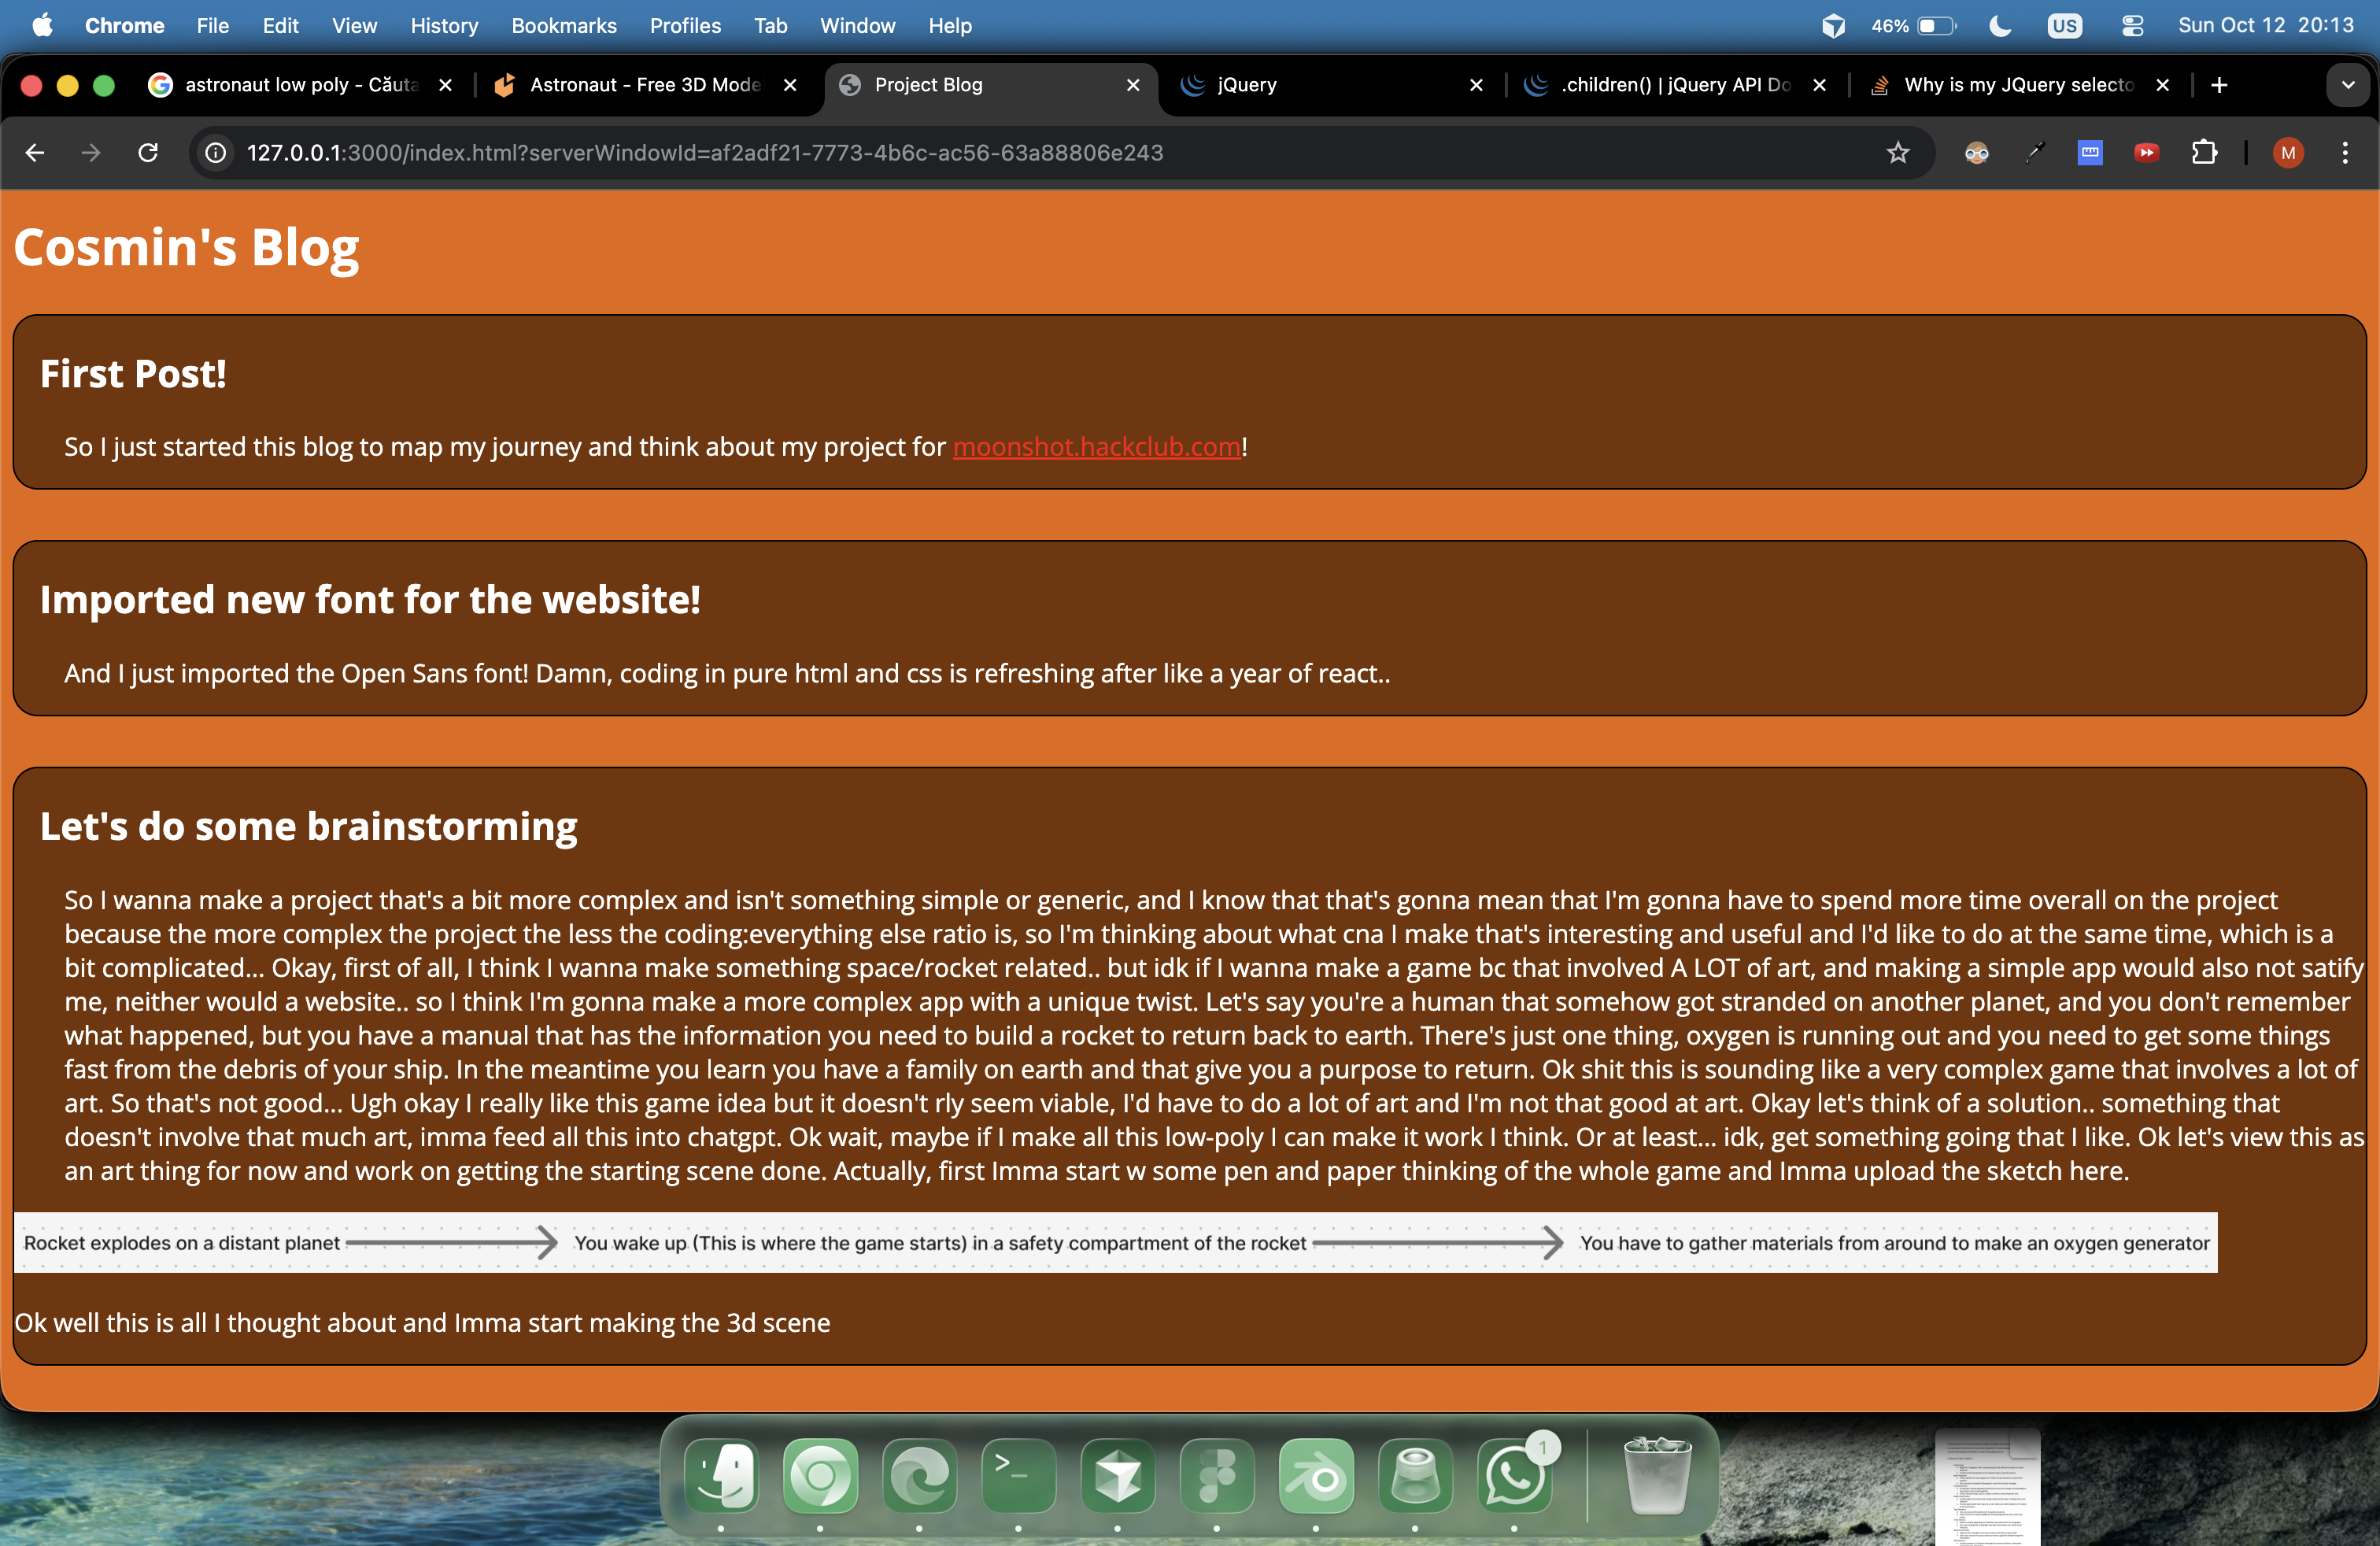 Chrome File Edit View History Bookmarks Profiles Tab Window Help 46% US Sun Oct 12 20:13
astronaut low poly - Căuta Astronaut - Free 3D Mode Project Blog jQuery .children() | jQuery API Do Why is my JQuery selecto
127.0.0.1:3000/index.html?serverWindowId=af2adf21-7773-4b6c-ac56-63a88806e243 M
Cosmin's Blog
First Post!
So I just started this blog to map my journey and think about my project for moonshot.hackclub.com!
Imported new font for the website!
And I just imported the Open Sans font! Damn, coding in pure html and css is refreshing after like a year of react..
Let's do some brainstorming
So I wanna make a project that's a bit more complex and isn't something simple or generic, and I know that that's gonna mean that I'm gonna have to spend more time overall on the project
because the more complex the project the less the coding:everything else ratio is, so I'm thinking about what cna I make that's interesting and useful and I'd like to do at the same time, which is a
bit complicated... Okay, first of all, I think I wanna make something space/rocket related.. but idk if I wanna make a game bc that involved A LOT of art, and making a simple app would also not satify
me, neither would a website.. so I think I'm gonna make a more complex app with a unique twist. Let's say you're a human that somehow got stranded on another planet, and you don't remember
what happened, but you have a manual that has the information you need to build a rocket to return back to earth. There's just one thing, oxygen is running out and you need to get some things
fast from the debris of your ship. In the meantime you learn you have a family on earth and that give you a purpose to return. Ok shit this is sounding like a very complex game that involves a lot of
art. So that's not good... Ugh okay I really like this game idea but it doesn't rly seem viable, I'd have to do a lot of art and I'm not that good at art. Okay let's think of a solution.. something that
doesn't involve that much art, imma feed all this into chatgpt. Ok wait, maybe if I make all this low-poly I can make it work I think. Or at least... idk, get something going that I like. Ok let's view this as
an art thing for now and work on getting the starting scene done. Actually, first Imma start w some pen and paper thinking of the whole game and Imma upload the sketch here.
Rocket explodes on a distant planet You wake up (This is where the game starts) in a safety compartment of the rocket You have to gather materials from around to make an oxygen generator
Ok well this is all I thought about and Imma start making the 3d scene
1